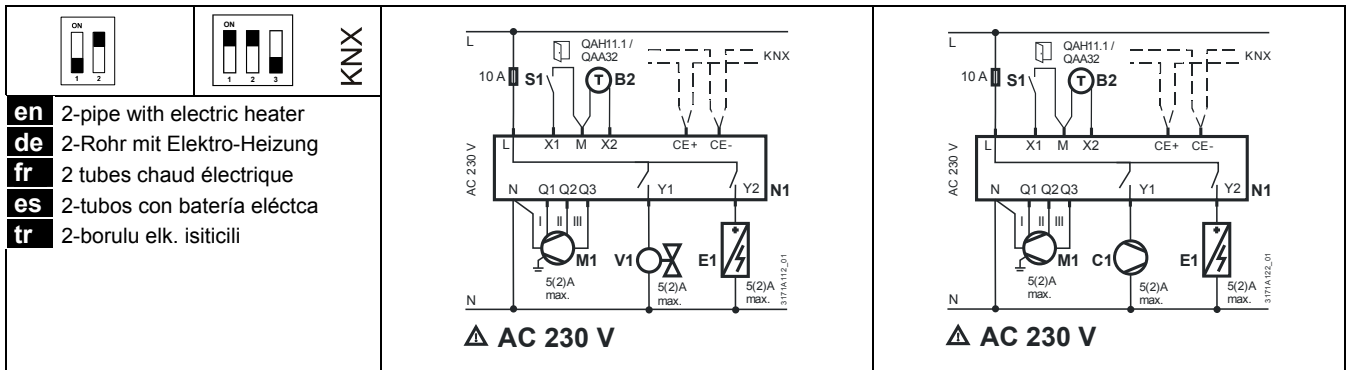 ON
1 2
ON
1 2 3
KNX
en 2-pipe with electric heater
de 2-Rohr mit Elektro-Heizung
fr 2 tubes chaud électrique
es 2-tubos con batería eléctca
tr 2-borulu elk. isiticili
L
QAH11.1 /
QAA32
KNX
10 A S1 T B2
L X1 M X2 CE+ CE-
AC 230 V
N Q1 Q2 Q3 Y1 Y2 N1
I II III
M1 V1 E1
5(2)A
max.
5(2)A
max.
5(2)A
max.
N
3171A112_01
AC 230 V
L
QAH11.1 /
QAA32
KNX
10 A S1 T B2
L X1 M X2 CE+ CE-
AC 230 V
N Q1 Q2 Q3 Y1 Y2 N1
I II III
M1 C1 E1
5(2)A
max.
5(2)A
max.
5(2)A
max.
N
3171A122_01
AC 230 V